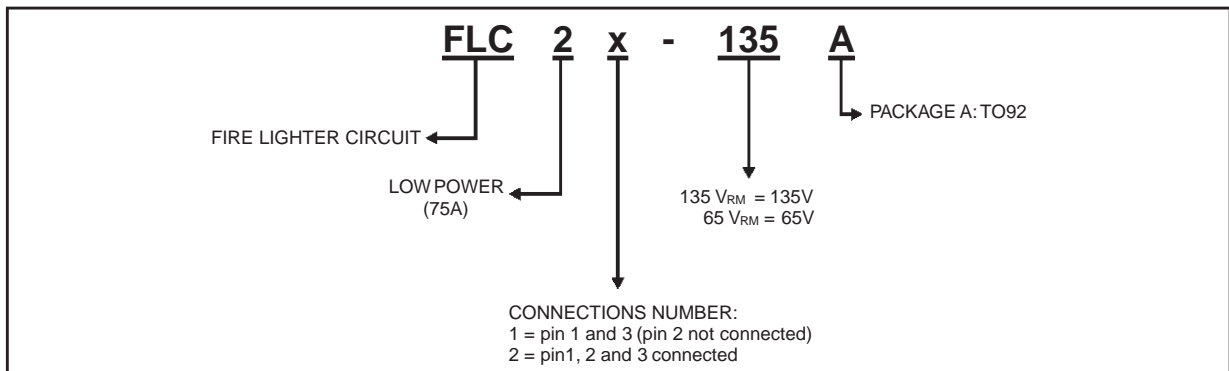 FLC 2 x - 135 A
PACKAGE A: TO92
FIRE LIGHTER CIRCUIT
LOW POWER
(75A)
135 VRM = 135V
65 VRM = 65V
CONNECTIONS NUMBER:
1 = pin 1 and 3 (pin 2 not connected)
2 = pin1, 2 and 3 connected